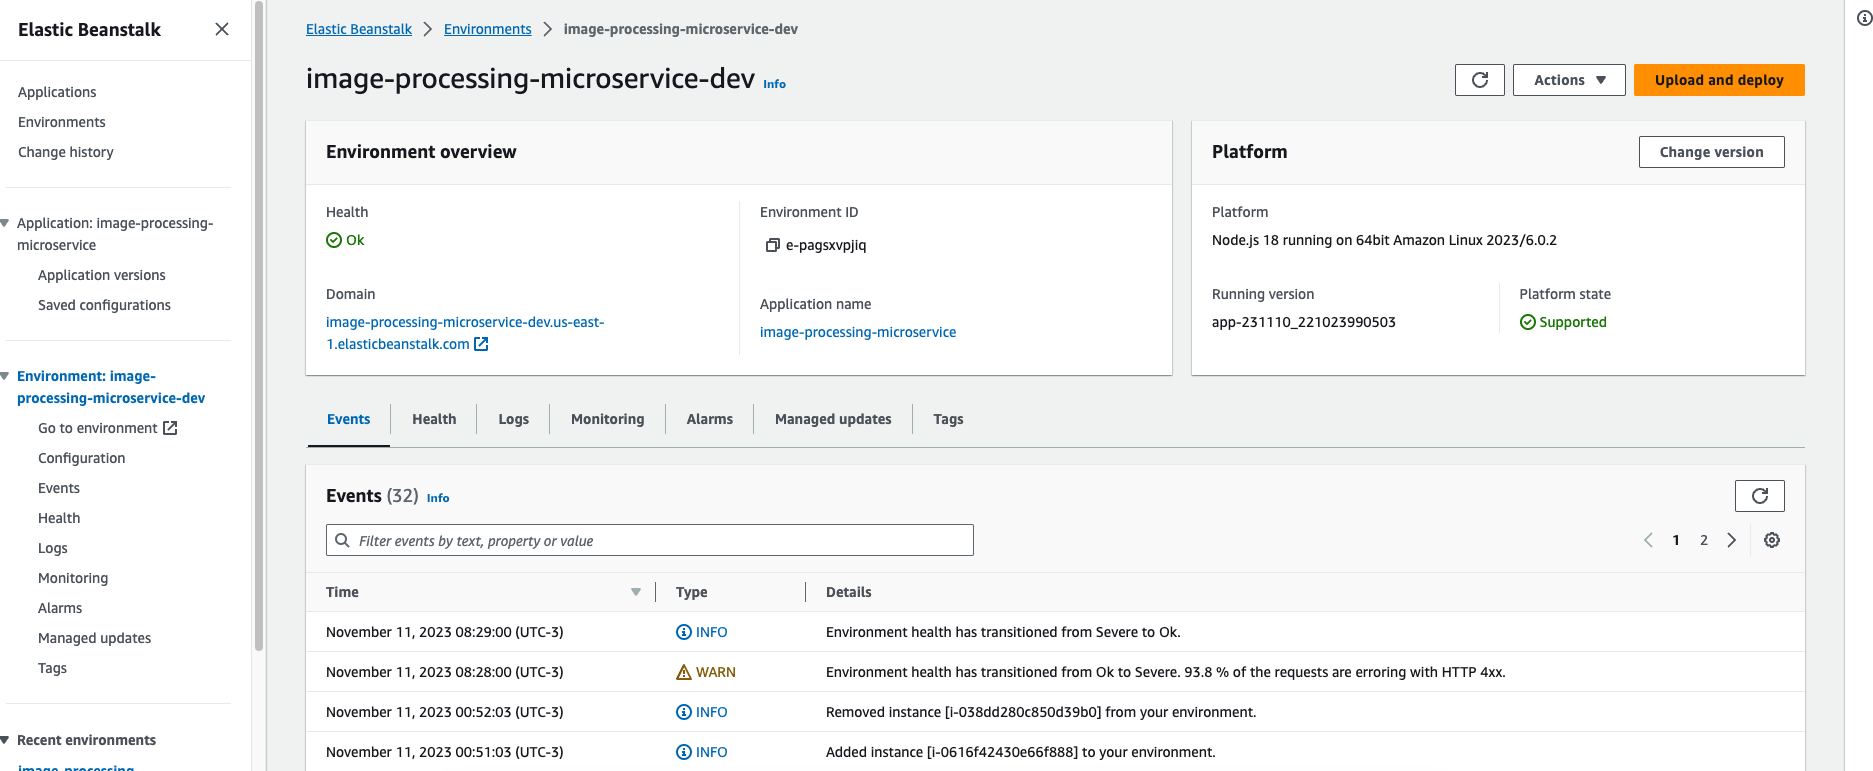 Elastic Beanstalk
Applications
Environments
Change history
Application: image-processing-
microservice
Application versions
Saved configurations
Environment: image-
processing-microservice-dev
Go to environment
Configuration
Events
Health
Logs
Monitoring
Alarms
Managed updates
Tags
Recent environments
image-processing
Elastic Beanstalk > Environments > image-processing-microservice-dev
image-processing-microservice-dev Info
Actions
Upload and deploy
Environment overview
Health
Ok
Domain
image-processing-microservice-dev.us-east-
1.elasticbeanstalk.com
Environment ID
e-pagsxvpjiq
Application name
image-processing-microservice
Platform
Change version
Platform
Node.js 18 running on 64bit Amazon Linux 2023/6.0.2
Running version
app-231110_221023990503
Platform state
Supported
Events Health Logs Monitoring Alarms Managed updates Tags
Events (32) Info
Filter events by text, property or value
1 2
Time Type Details
November 11, 2023 08:29:00 (UTC-3) INFO Environment health has transitioned from Severe to Ok.
November 11, 2023 08:28:00 (UTC-3) WARN Environment health has transitioned from Ok to Severe. 93.8 % of the requests are erroring with HTTP 4xx.
November 11, 2023 00:52:03 (UTC-3) INFO Removed instance [i-038dd280c850d39b0] from your environment.
November 11, 2023 00:51:03 (UTC-3) INFO Added instance [i-0616f42430e66f888] to your environment.